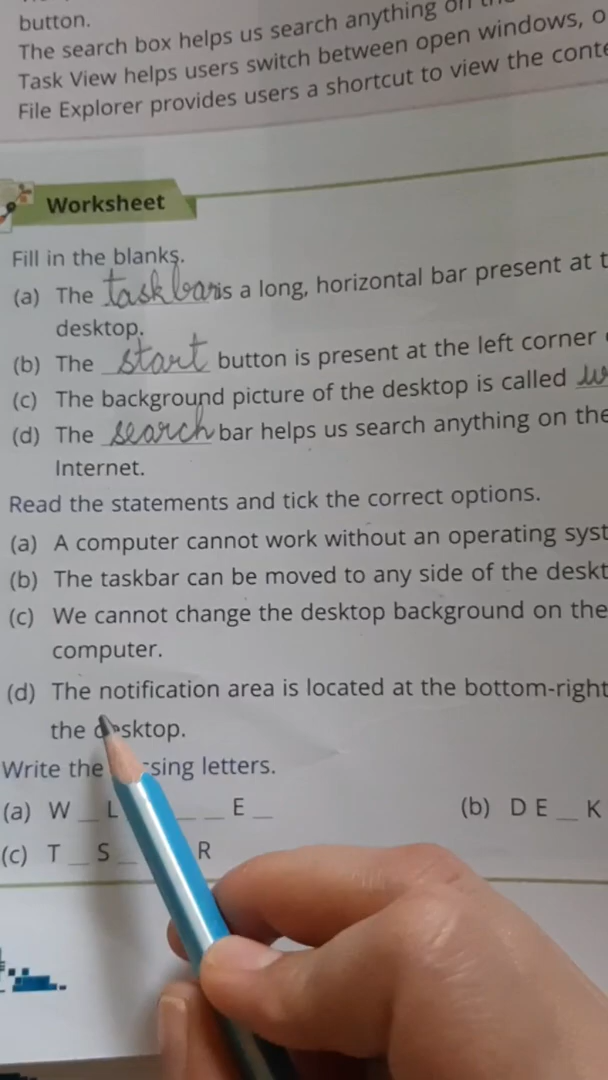 button.
The search box helps us search anything on
Task View helps users switch between open windows,
File Explorer provides users a shortcut to view the
Worksheet
Fill in the blanks.
(a) The taskbar is a long, horizontal bar present at
desktop.
(b) The start button is present at the left corner
(c) The background picture of the desktop is called
(d) The search bar helps us search anything on the
Internet.
Read the statements and tick the correct options.
(a) A computer cannot work without an operating
(b) The taskbar can be moved to any side of the
(c) We cannot change the desktop background on the
computer.
(d) The notification area is located at the bottom-right
the desktop.
Write the letters.
(a) W _ L _ _ E _ (b) D E _ K
(c) T _ S _ R